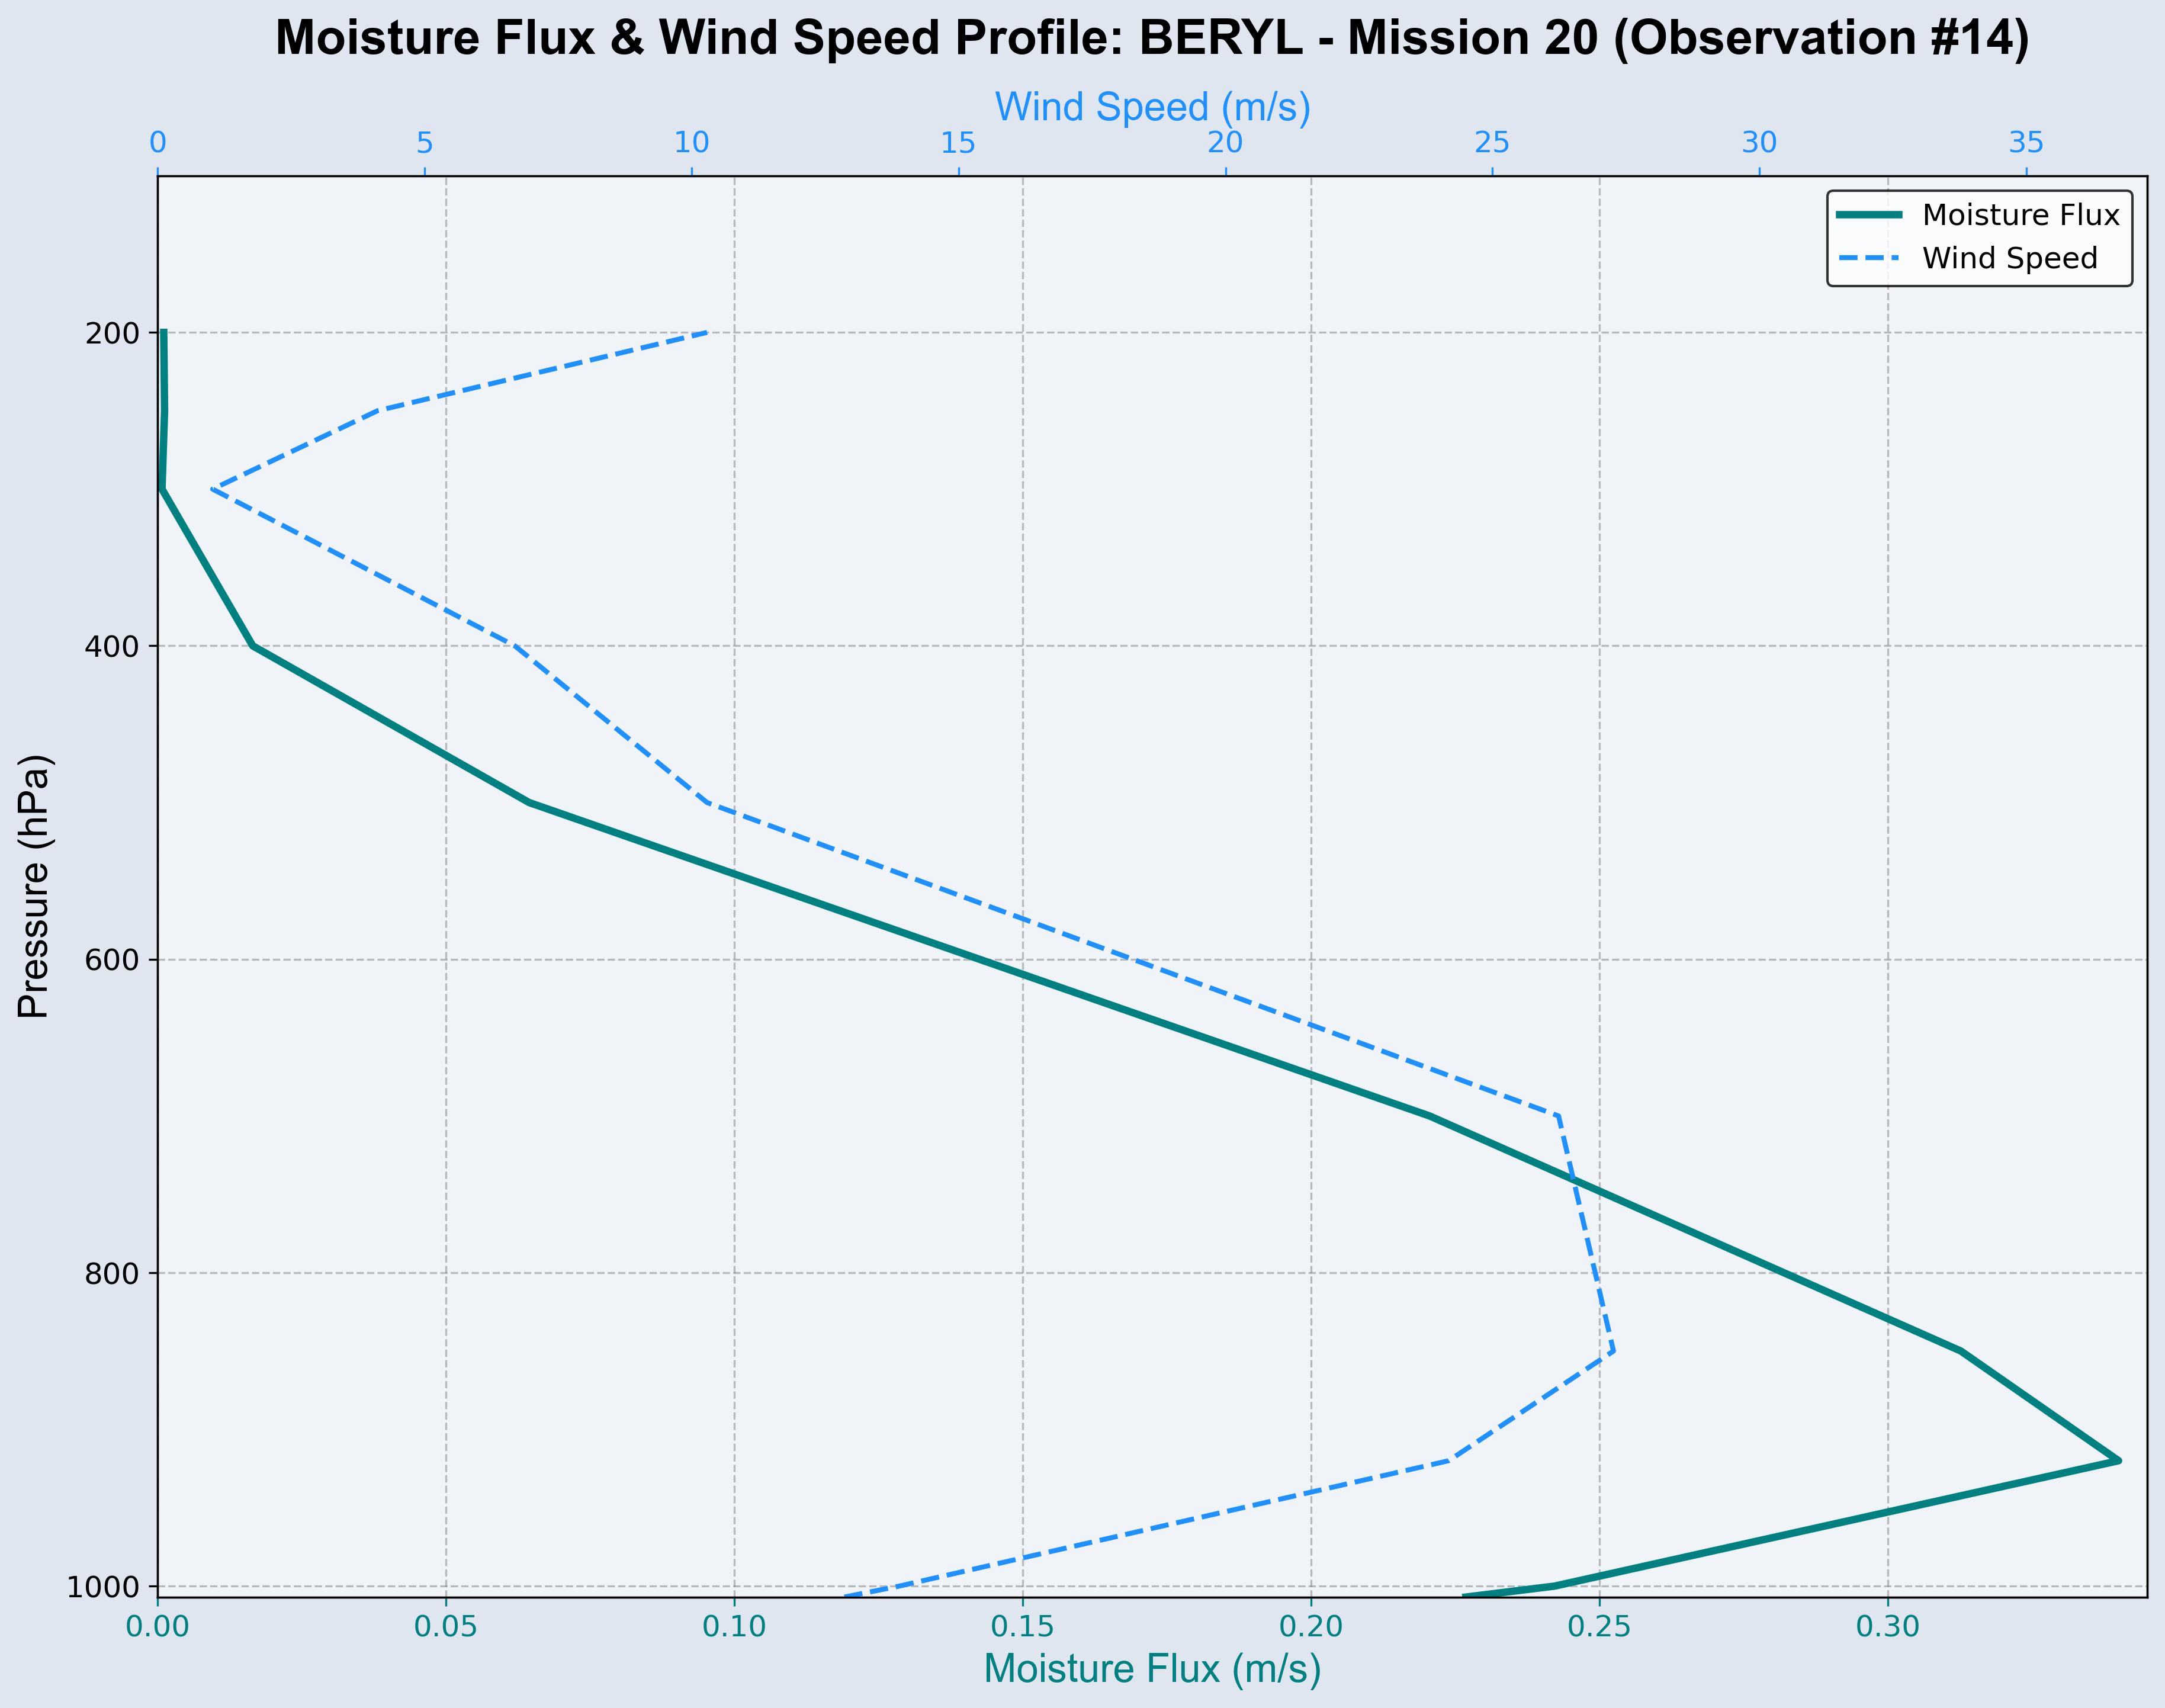 Moisture Flux & Wind Speed Profile: BERYL - Mission 20 (Observation #14)
Wind Speed (m/s)
0 5 10 15 20 25 30 35
Moisture Flux
Wind Speed
200
400
600
800
1000
Pressure (hPa)
0.00 0.05 0.10 0.15 0.20 0.25 0.30
Moisture Flux (m/s)